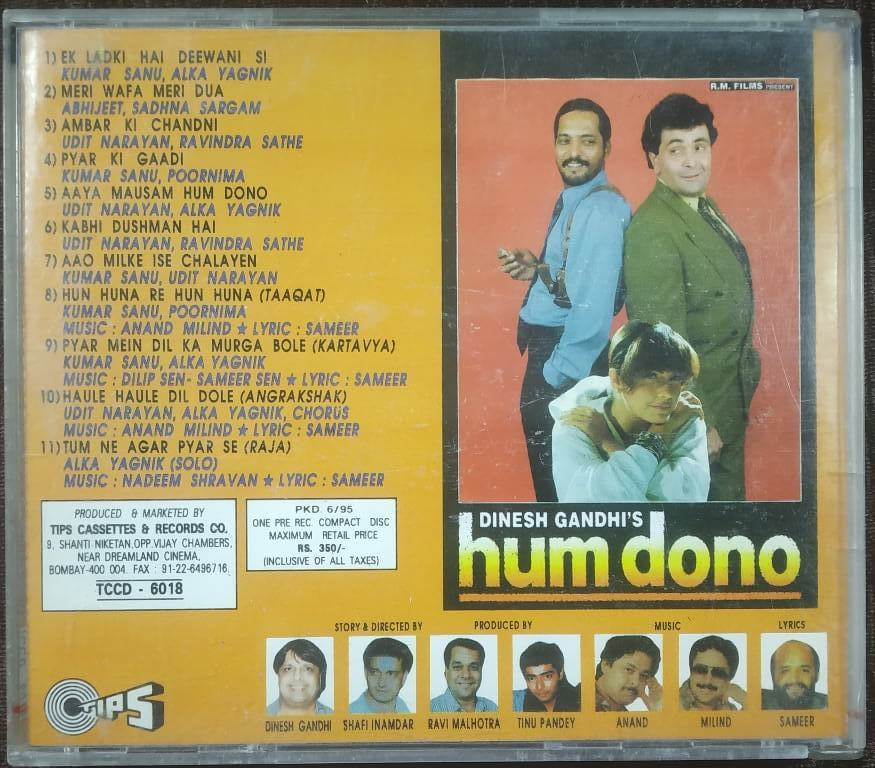 1) EK LADKI HAI DEEWANI SI
KUMAR SANU, ALKA YAGNIK
2) MERI WAFA MERI DUA
ABHIJEET, SADHNA SARGAM
3) AMBAR KI CHANDNI
UDIT NARAYAN, RAVINDRA SATHE
4) PYAR KI GAADI
KUMAR SANU, POORNIMA
5) AAYA MAUSAM HUM DONO
UDIT NARAYAN, ALKA YAGNIK
6) KABHI DUSHMAN HAI
UDIT NARAYAN, RAVINDRA SATHE
7) AAO MILKE ISE CHALAYEN
KUMAR SANU, UDIT NARAYAN
8) HUN HUNA RE HUN HUNA (TAAQAT)
KUMAR SANU, POORNIMA
MUSIC : ANAND MILIND ★ LYRIC : SAMEER
9) PYAR MEIN DIL KA MURGA BOLE (KARTAVYA)
KUMAR SANU, ALKA YAGNIK
MUSIC : DILIP SEN- SAMEER SEN ★ LYRIC : SAMEER
10) HAULE HAULE DIL DOLE (ANGRAKSHAK)
UDIT NARAYAN, ALKA YAGNIK, CHORUS
MUSIC : ANAND MILIND ★ LYRIC : SAMEER
11) TUM NE AGAR PYAR SE (RAJA)
ALKA YAGNIK (SOLO)
MUSIC : NADEEM SHRAVAN ★ LYRIC : SAMEER
PRODUCED & MARKETED BY
TIPS CASSETTES & RECORDS CO.
9, SHANTI NIKETAN,OPP.VIJAY CHAMBERS,
NEAR DREAMLAND CINEMA,
BOMBAY-400 004. FAX : 91-22-6496716.
TCCD - 6018
PKD. 6/95
ONE PRE REC. COMPACT DISC
MAXIMUM RETAIL PRICE
RS. 350/-
(INCLUSIVE OF ALL TAXES)
R.M. FILMS PRESENT
DINESH GANDHI'S
hum dono
STORY & DIRECTED BY
PRODUCED BY
MUSIC
LYRICS
DINESH GANDHI
SHAFI INAMDAR
RAVI MALHOTRA
TINU PANDEY
ANAND
MILIND
SAMEER
TIPS